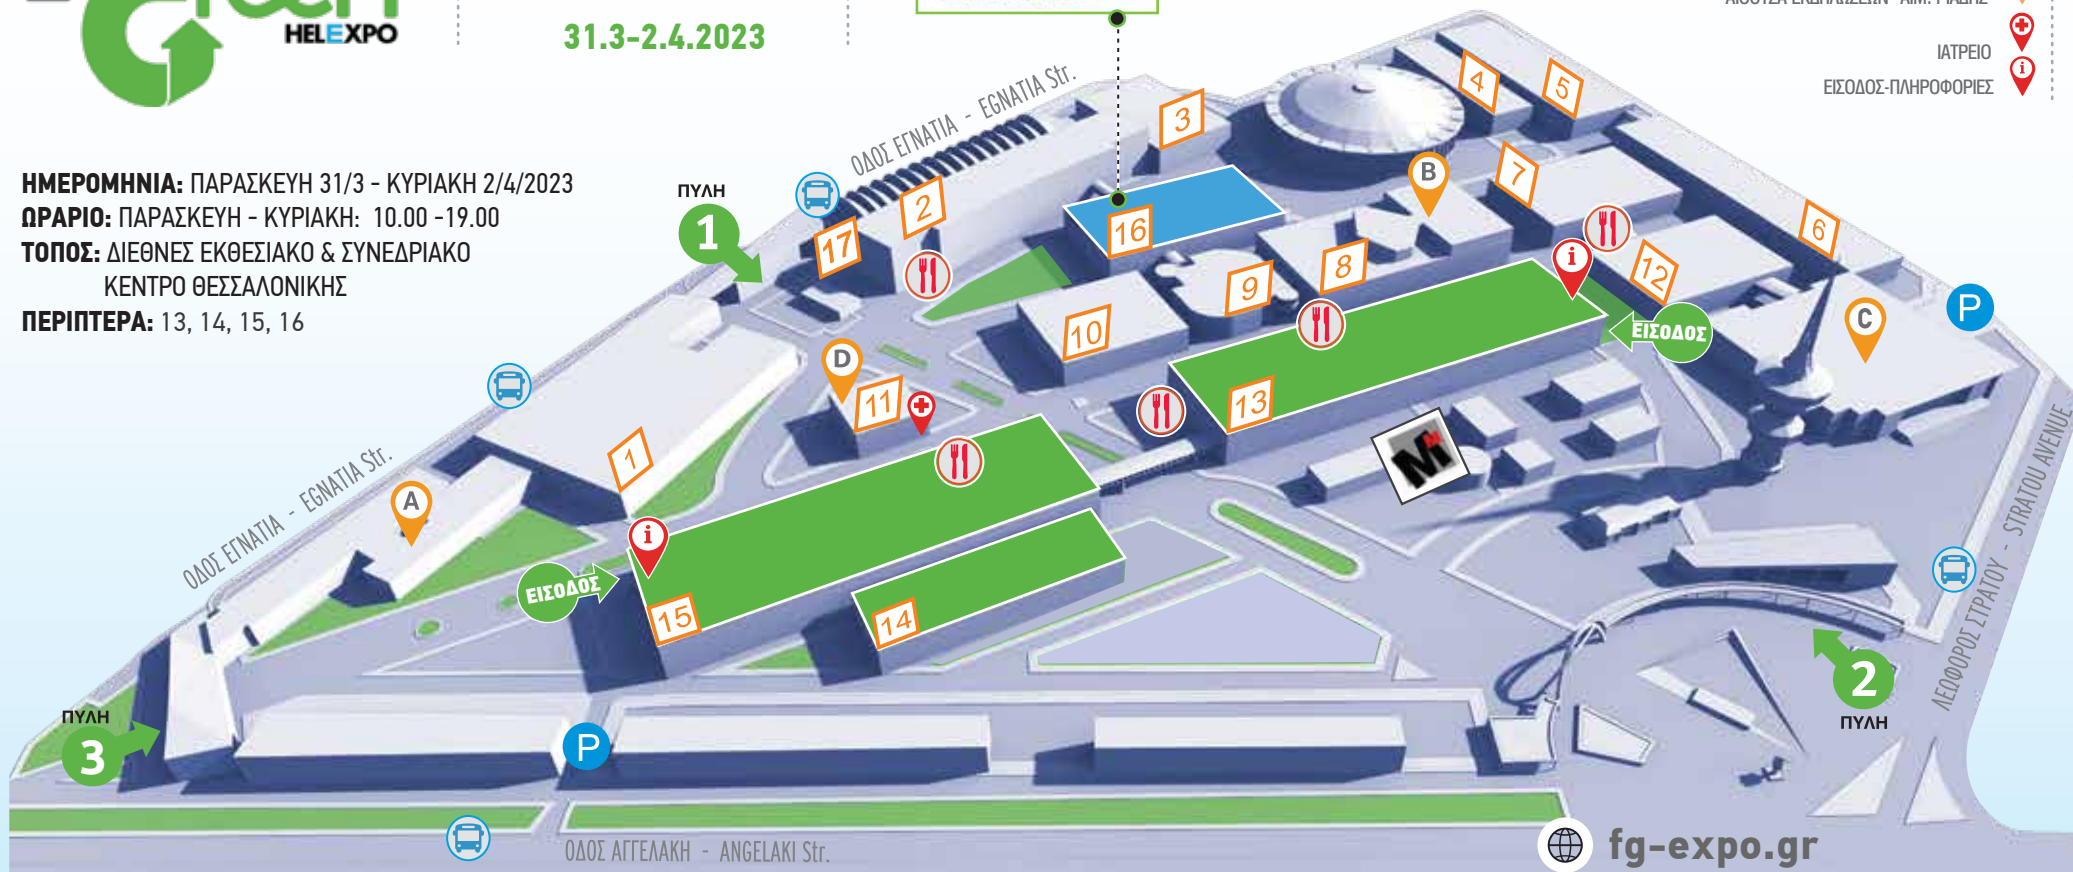 HELEXPO
31.3-2.4.2023
ΙΑΤΡΕΙΟ
ΕΙΣΟΔΟΣ-ΠΛΗΡΟΦΟΡΙΕΣ
ΗΜΕΡΟΜΗΝΙΑ: ΠΑΡΑΣΚΕΥΗ 31/3 - ΚΥΡΙΑΚΗ 2/4/2023
ΩΡΑΡΙΟ: ΠΑΡΑΣΚΕΥΗ - ΚΥΡΙΑΚΗ: 10.00 -19.00
ΤΟΠΟΣ: ΔΙΕΘΝΕΣ ΕΚΘΕΣΙΑΚΟ & ΣΥΝΕΔΡΙΑΚΟ
ΚΕΝΤΡΟ ΘΕΣΣΑΛΟΝΙΚΗΣ
ΠΕΡΙΠΤΕΡΑ: 13, 14, 15, 16
ΟΔΟΣ ΕΓΝΑΤΙΑ - EGNATIA Str.
ΠΥΛΗ
1
17
2
3
16
4
5
B
7
6
i
12
8
9
10
13
ΕΙΣΟΔΟΣ
C
P
D
11
1
A
ΟΔΟΣ ΕΓΝΑΤΙΑ - EGNATIA Str.
M
i
ΕΙΣΟΔΟΣ
15
14
ΛΕΩΦΟΡΟΣ ΣΤΡΑΤΟΥ - STRATOU AVENUE
2
ΠΥΛΗ
ΠΥΛΗ
3
P
ΟΔΟΣ ΑΓΓΕΛΑΚΗ - ANGELAKI Str.
fg-expo.gr